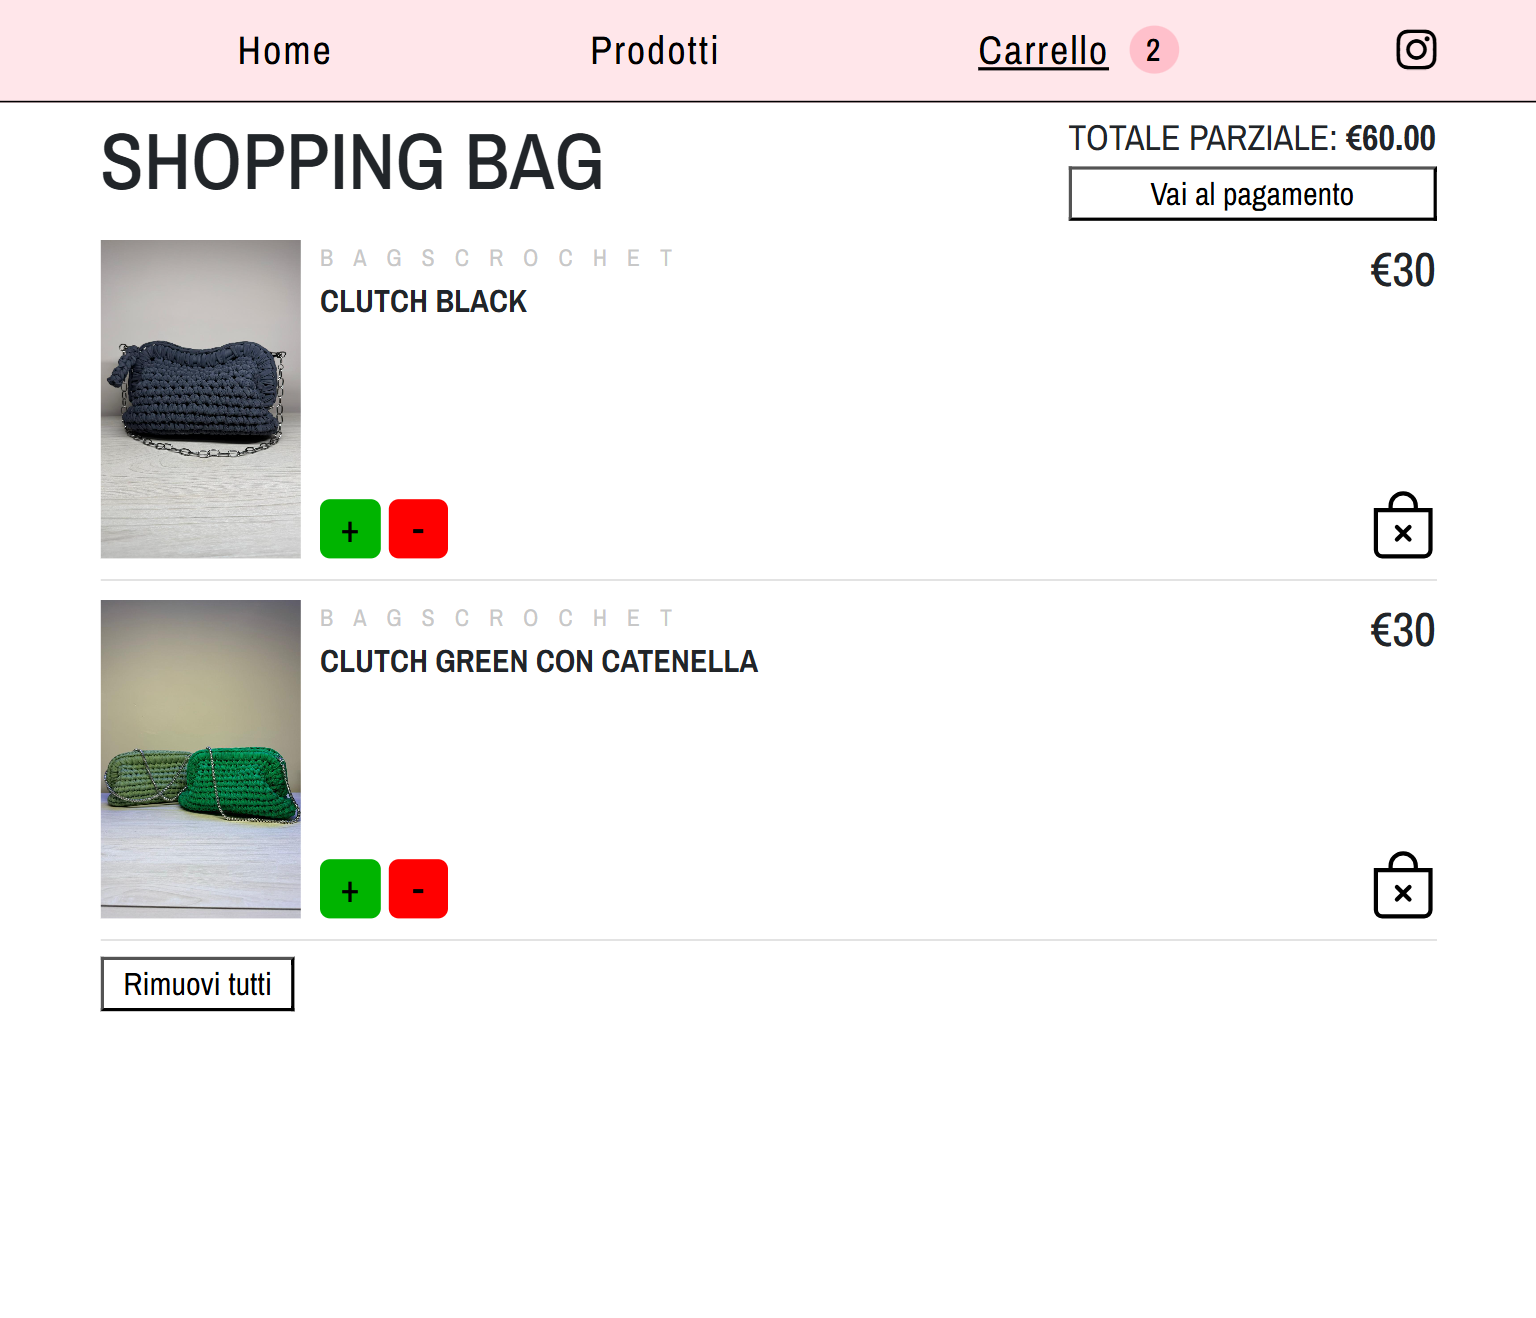 Home Prodotti Carrello 2
SHOPPING BAG
TOTALE PARZIALE: €60.00
Vai al pagamento
BAGSCROCHET €30
CLUTCH BLACK
+ -
BAGSCROCHET €30
CLUTCH GREEN CON CATENELLA
+ -
Rimuovi tutti